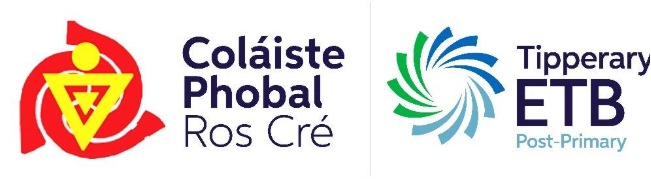 Coláiste
Phobal
Ros Cré
Tipperary
ETB
Post-Primary